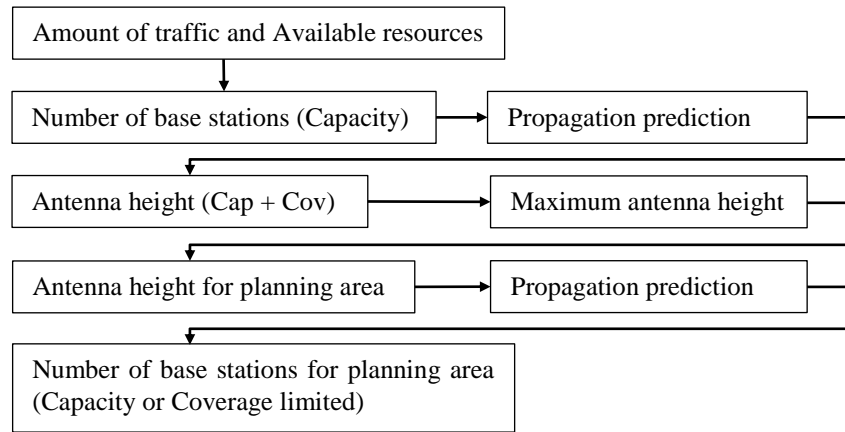 Amount of traffic and Available resources
Number of base stations (Capacity)
Propagation prediction
Antenna height (Cap + Cov)
Maximum antenna height
Antenna height for planning area
Propagation prediction
Number of base stations for planning area
(Capacity or Coverage limited)